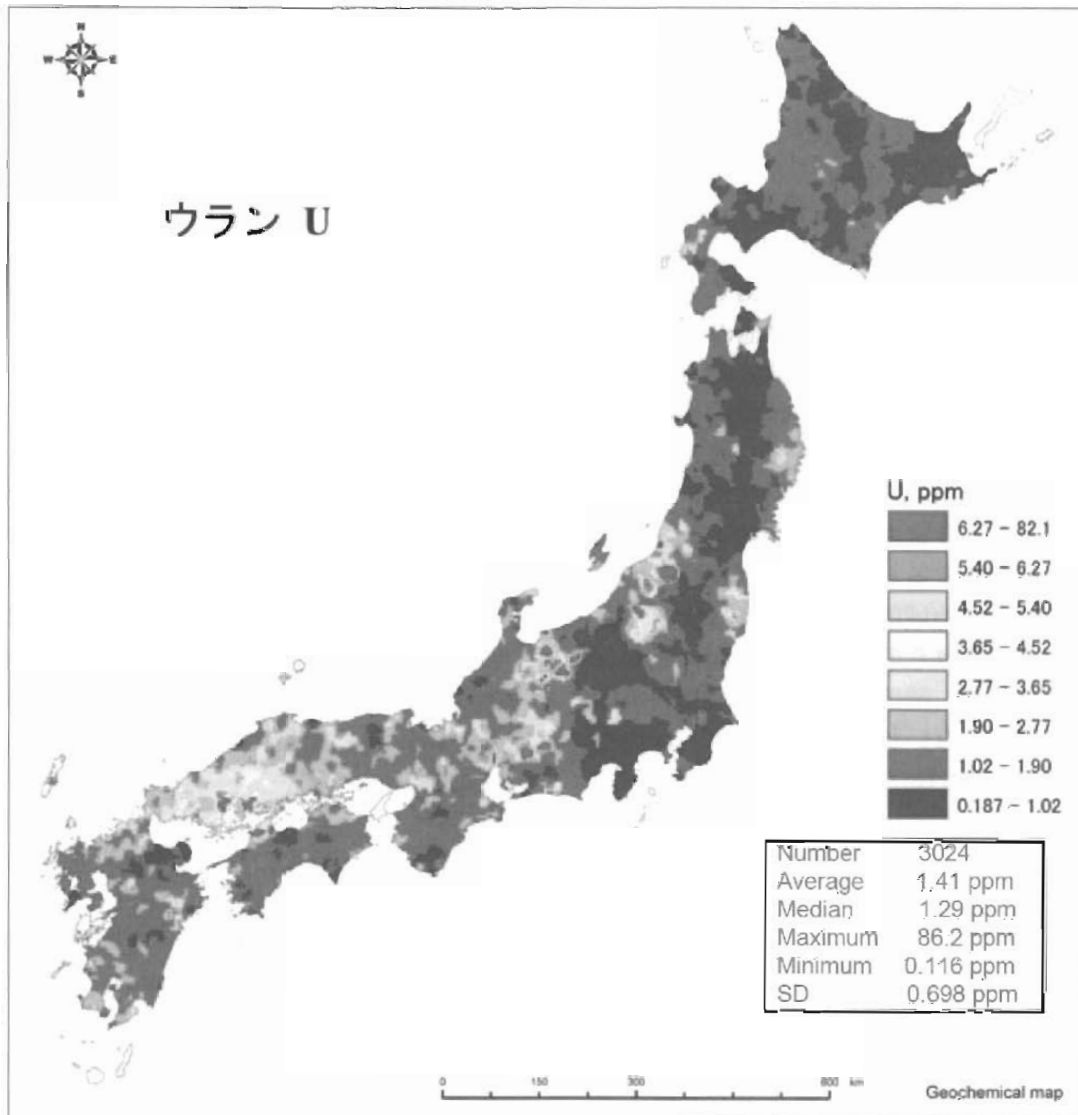 N
W E
S
ウラン U
U, ppm
6.27 − 82.1
5.40 − 6.27
4.52 − 5.40
3.65 − 4.52
2.77 − 3.65
1.90 − 2.77
1.02 − 1.90
0.187 − 1.02
Number 3024
Average 1.41 ppm
Median 1.29 ppm
Maximum 86.2 ppm
Minimum 0.116 ppm
SD 0.698 ppm
0 150 300 600 km
Geochemical map